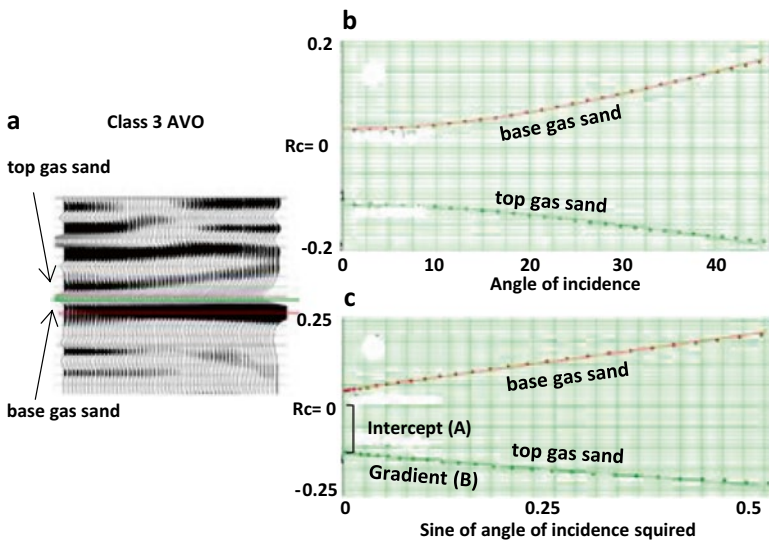 a
Class 3 AVO
top gas sand
base gas sand
b
0.2
Rc= 0
-0.2
base gas sand
top gas sand
0
10
20
30
40
Angle of incidence
c
0.25
Rc= 0
-0.25
base gas sand
Intercept (A)
top gas sand
Gradient (B)
0
0.25
0.5
Sine of angle of incidence squired